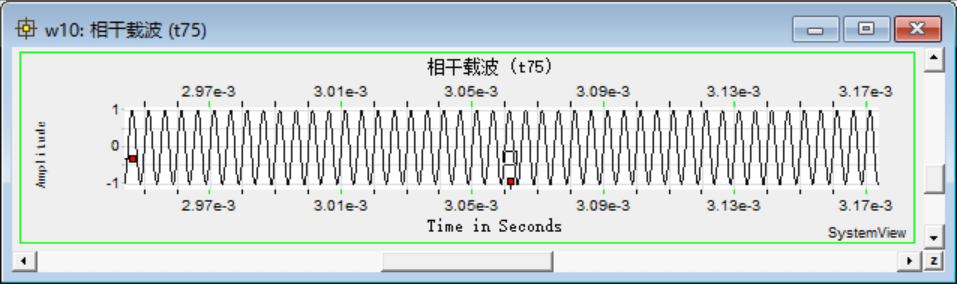 w10: 相干载波 (t75)
相干载波 (t75)
2.97e-3 3.01e-3 3.05e-3 3.09e-3 3.13e-3 3.17e-3
1
0
-1
Amplitude
2.97e-3 3.01e-3 3.05e-3 3.09e-3 3.13e-3 3.17e-3
Time in Seconds
SystemView
z